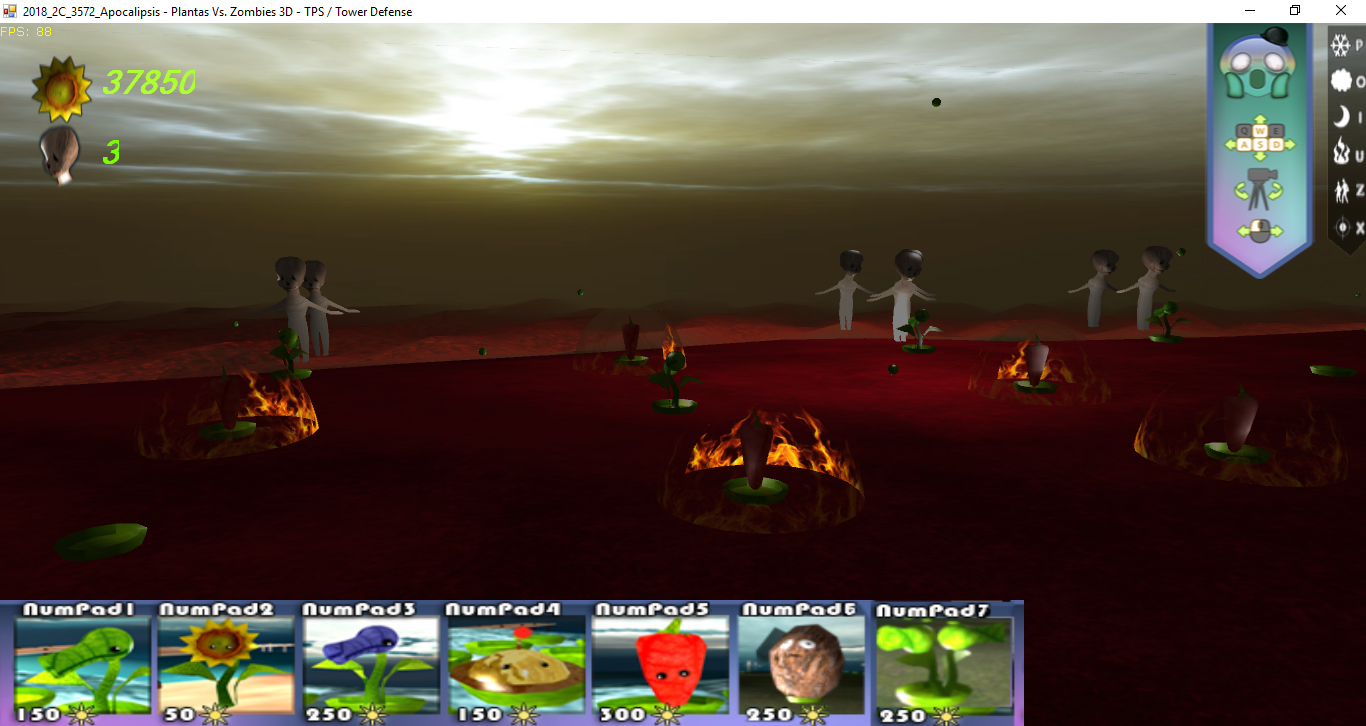 2018_2C_3572_Apocalipsis - Plantas Vs. Zombies 3D - TPS / Tower Defense
FPS: 88
37850
3
P
O
I
U
Z
X
Q W E
A S D
NumPad1 NumPad2 NumPad3 NumPad4 NumPad5 NumPad6 NumPad7
150 50 250 150 300 250 250